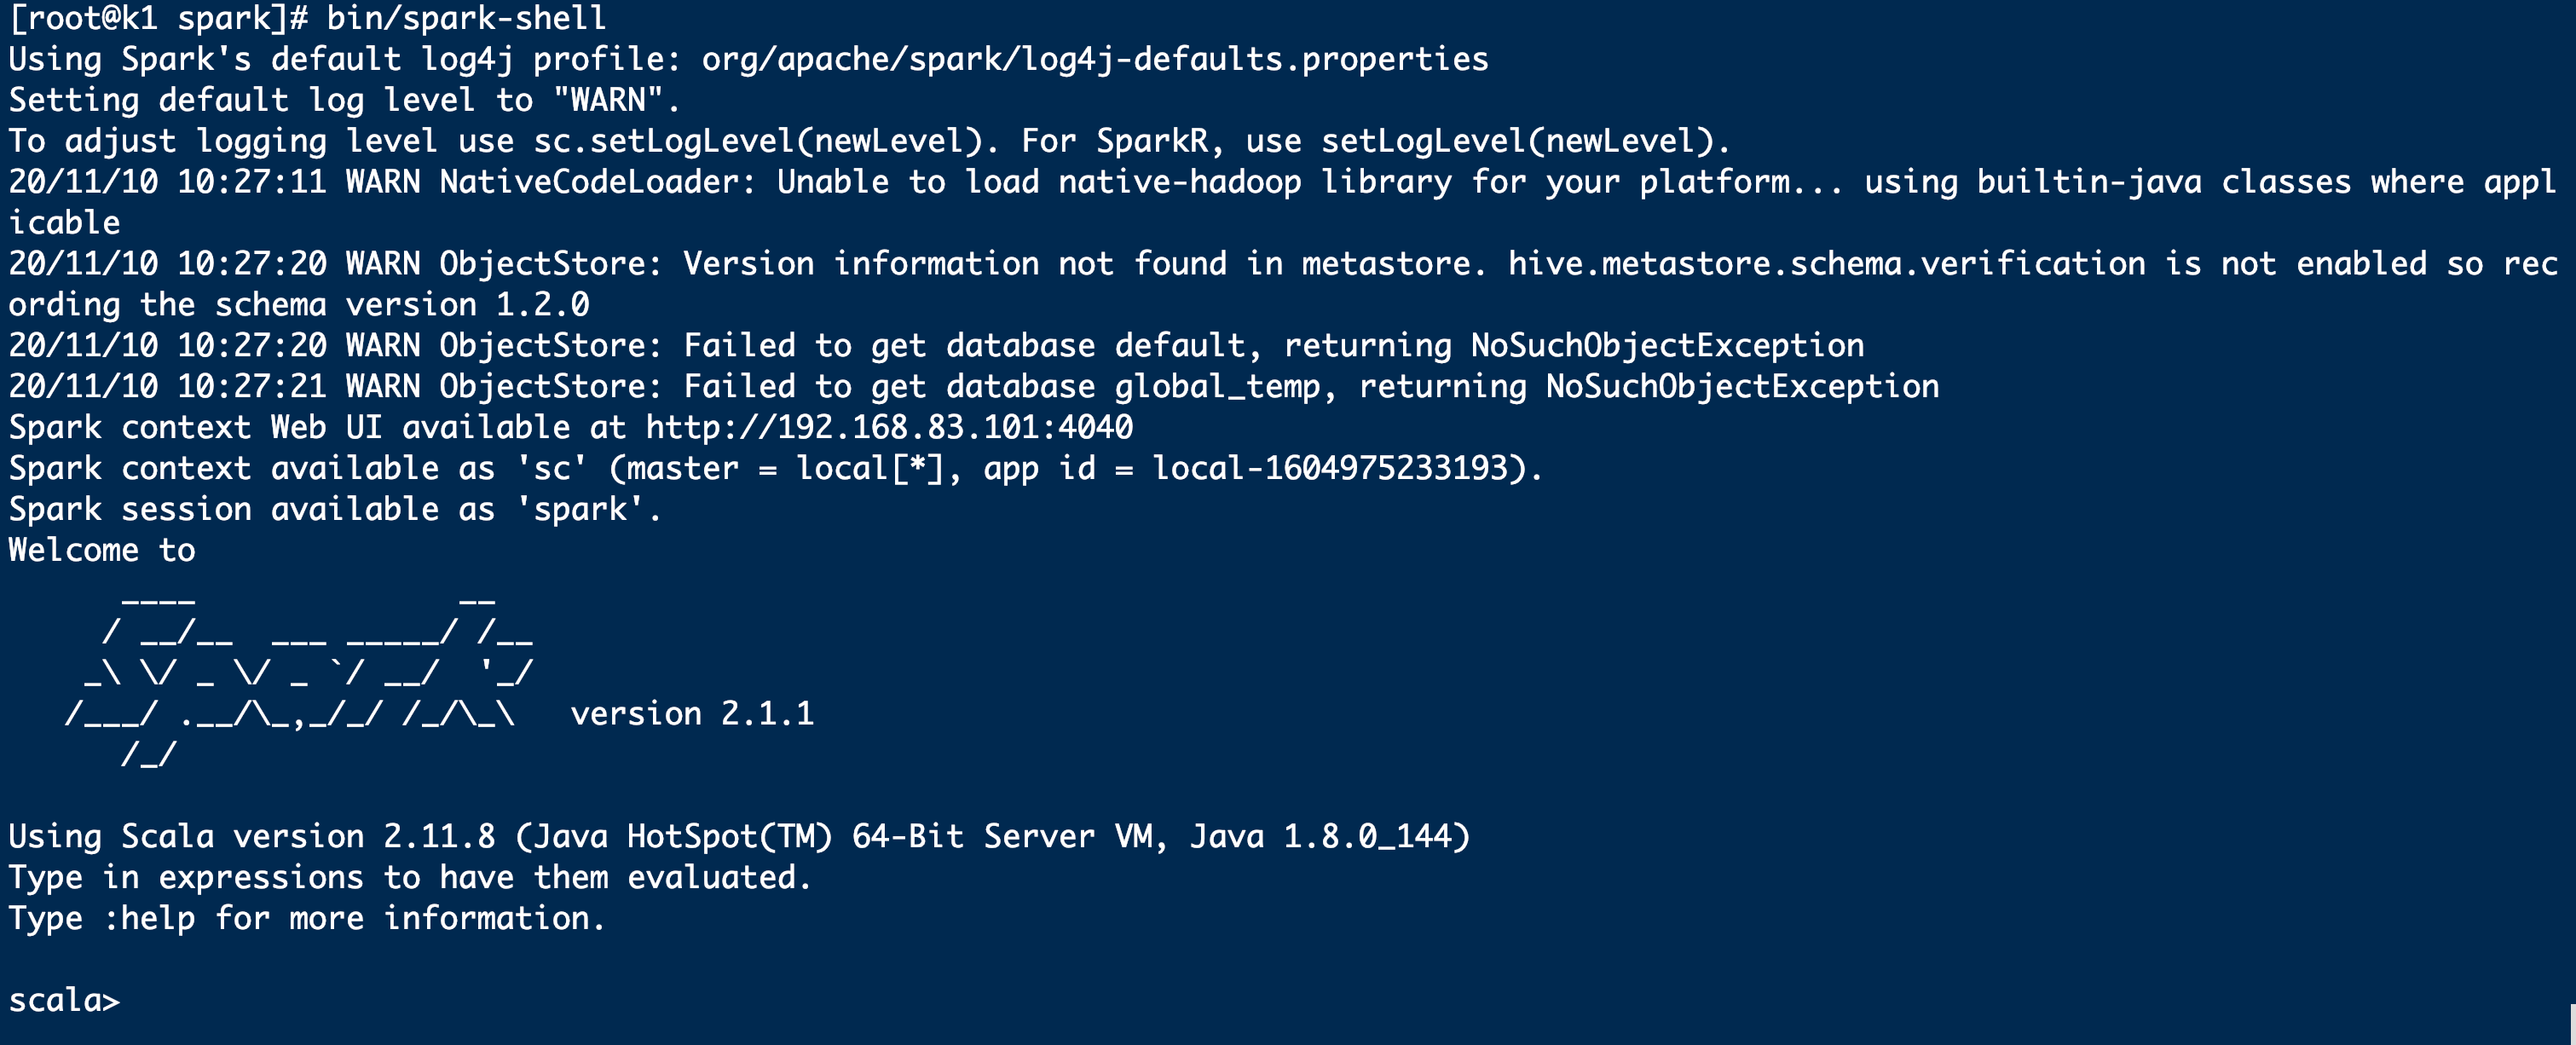 [root@k1 spark]# bin/spark-shell
Using Spark's default log4j profile: org/apache/spark/log4j-defaults.properties
Setting default log level to "WARN".
To adjust logging level use sc.setLogLevel(newLevel). For SparkR, use setLogLevel(newLevel).
20/11/10 10:27:11 WARN NativeCodeLoader: Unable to load native-hadoop library for your platform... using builtin-java classes where appl
icable
20/11/10 10:27:20 WARN ObjectStore: Version information not found in metastore. hive.metastore.schema.verification is not enabled so rec
ording the schema version 1.2.0
20/11/10 10:27:20 WARN ObjectStore: Failed to get database default, returning NoSuchObjectException
20/11/10 10:27:21 WARN ObjectStore: Failed to get database global_temp, returning NoSuchObjectException
Spark context Web UI available at http://192.168.83.101:4040
Spark context available as 'sc' (master = local[*], app id = local-1604975233193).
Spark session available as 'spark'.
Welcome to
      ____              __
     / __/__  ___ _____/ /__
    _\ \/ _ \/ _ `/ __/  '_/
   /___/ .__/\_,_/_/ /_/\_\   version 2.1.1
      /_/

Using Scala version 2.11.8 (Java HotSpot(TM) 64-Bit Server VM, Java 1.8.0_144)
Type in expressions to have them evaluated.
Type :help for more information.

scala>